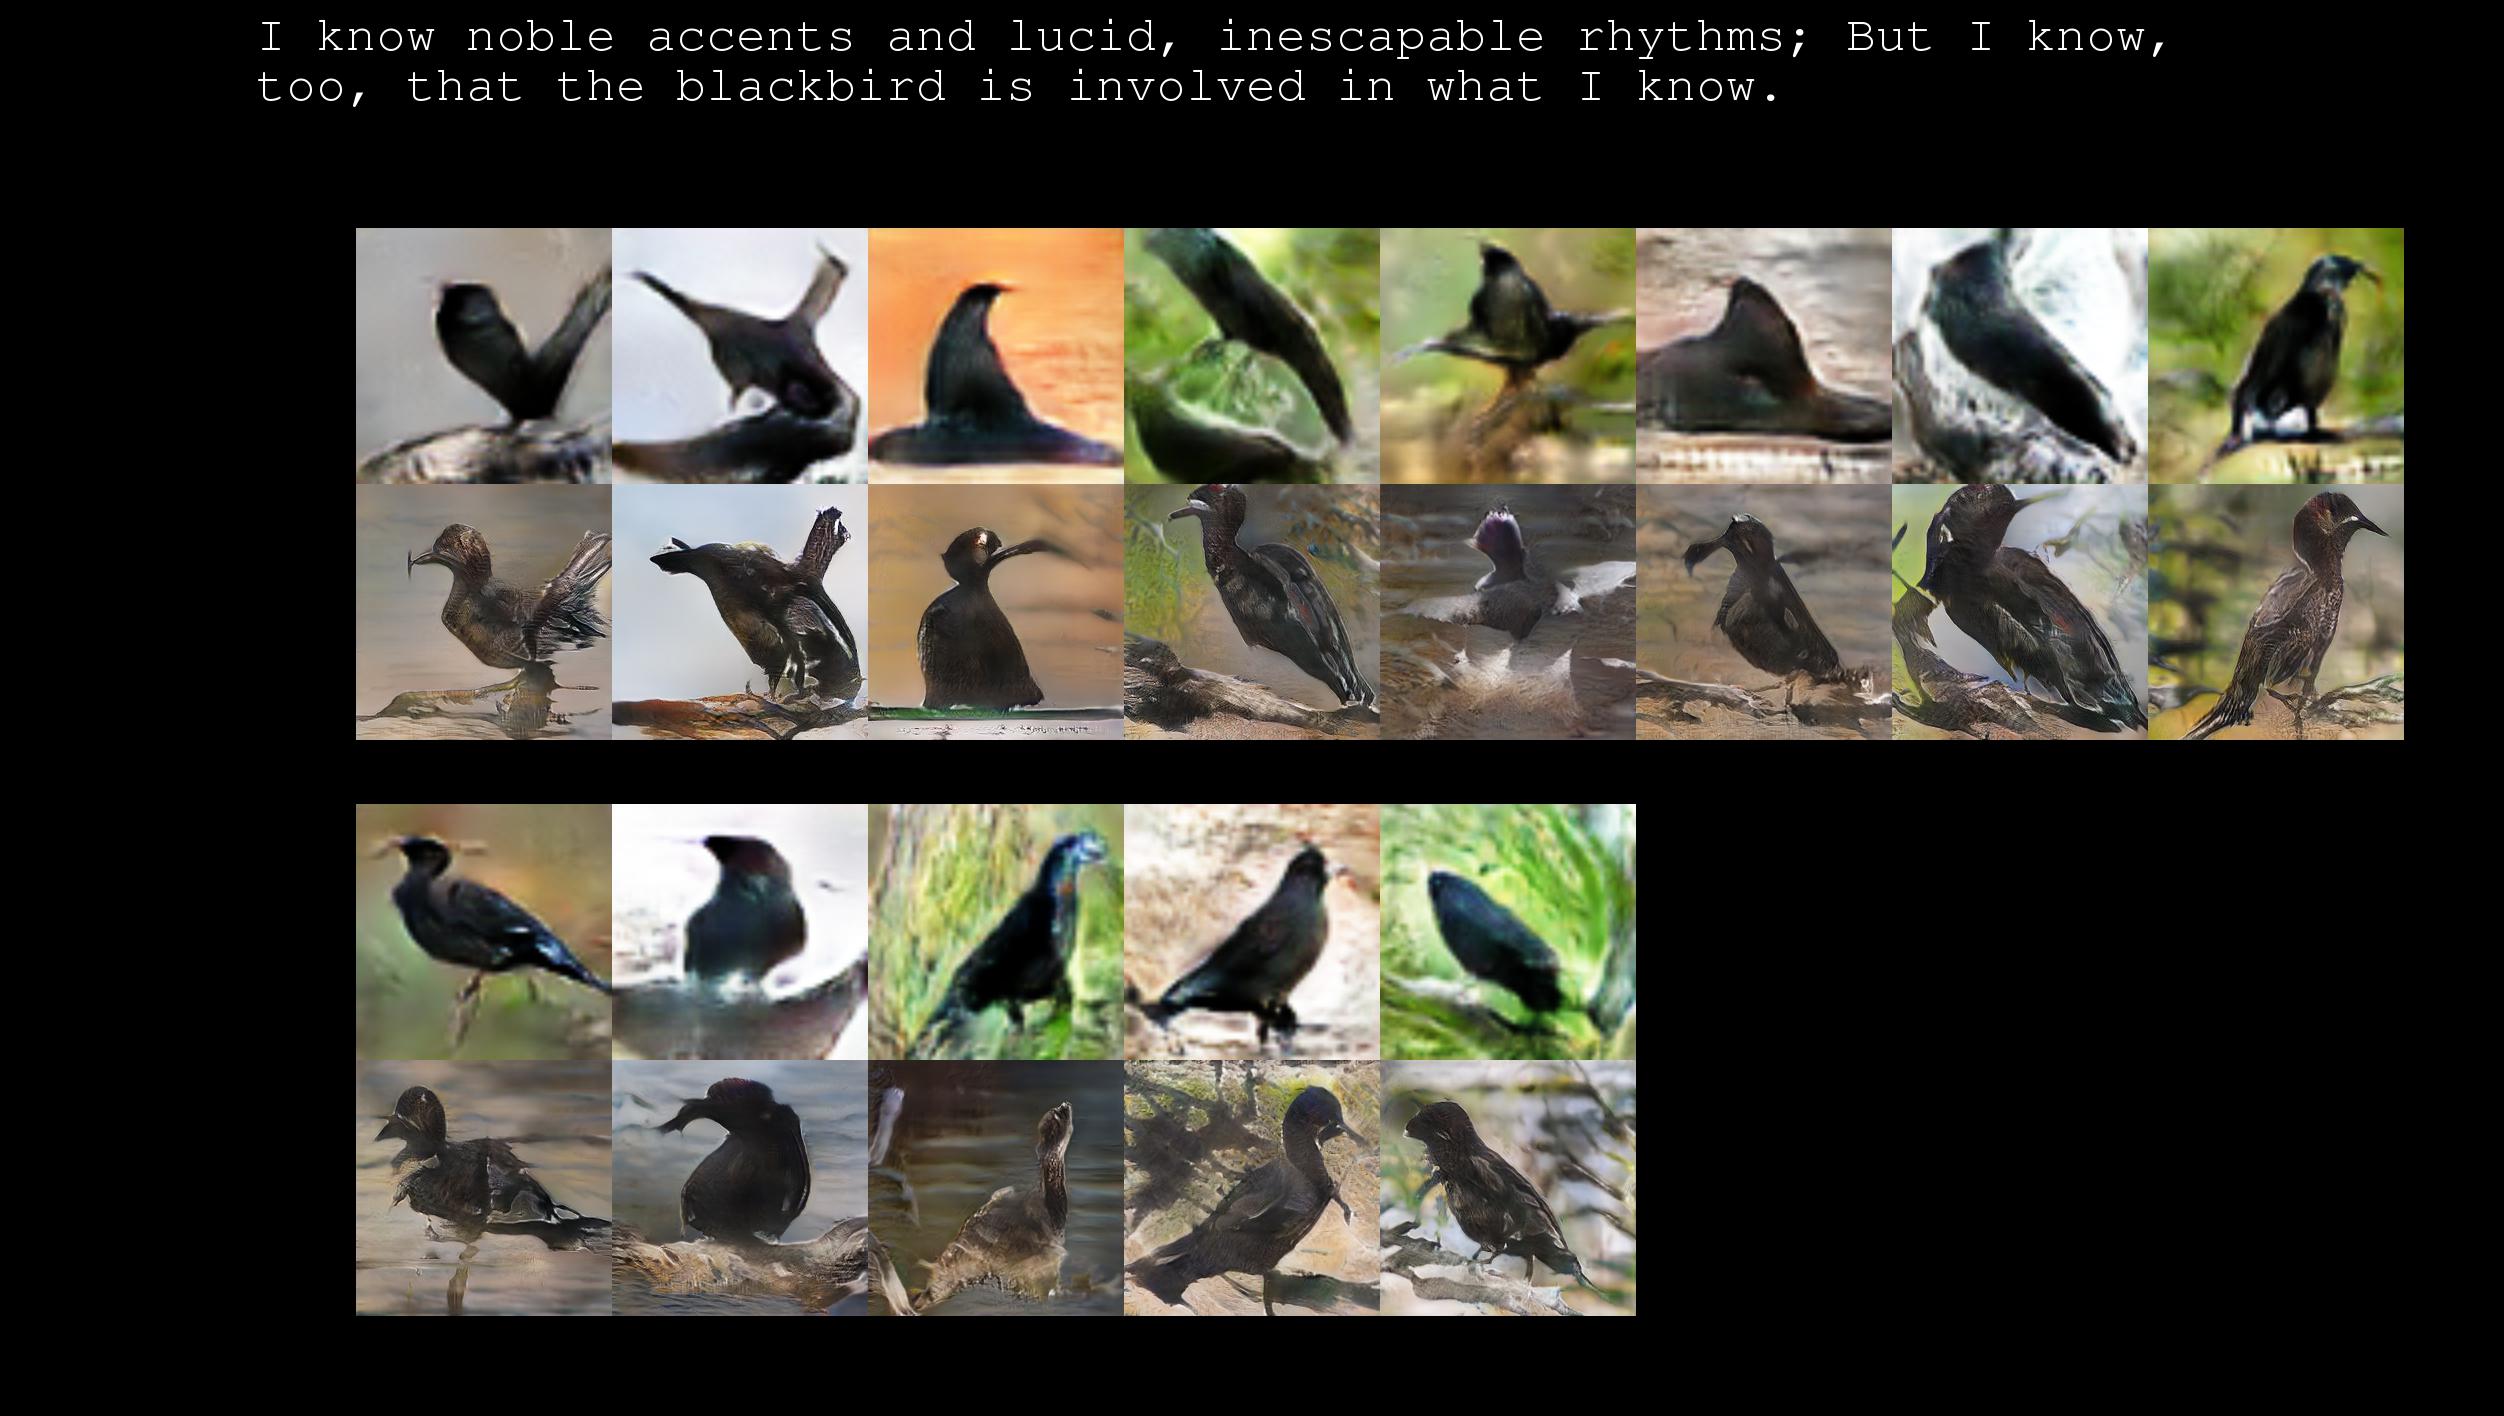 I know noble accents and lucid, inescapable rhythms; But I know,
too, that the blackbird is involved in what I know.